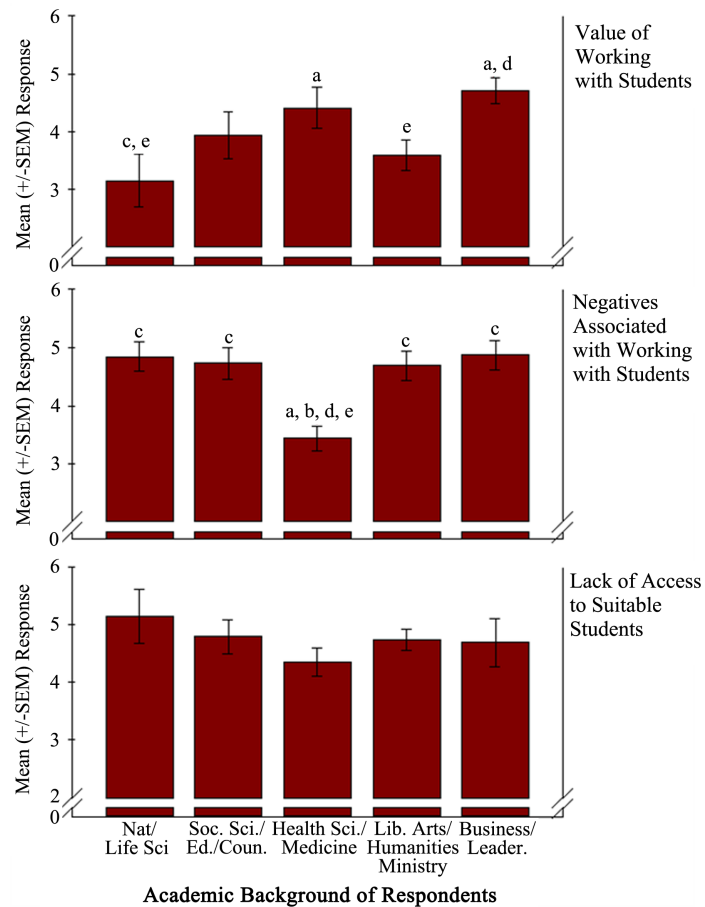 6
5
4
3
0
Mean (+/-SEM) Response
c, e
a
e
a, d
Value of
Working
with Students
6
5
4
3
0
Mean (+/-SEM) Response
c
c
a, b, d, e
c
c
Negatives
Associated
with Working
with Students
6
5
4
3
2
0
Mean (+/-SEM) Response
Lack of Access
to Suitable
Students
Nat/
Life Sci
Soc. Sci./
Ed./Coun.
Health Sci./
Medicine
Lib. Arts/
Humanities
Ministry
Business/
Leader.
Academic Background of Respondents